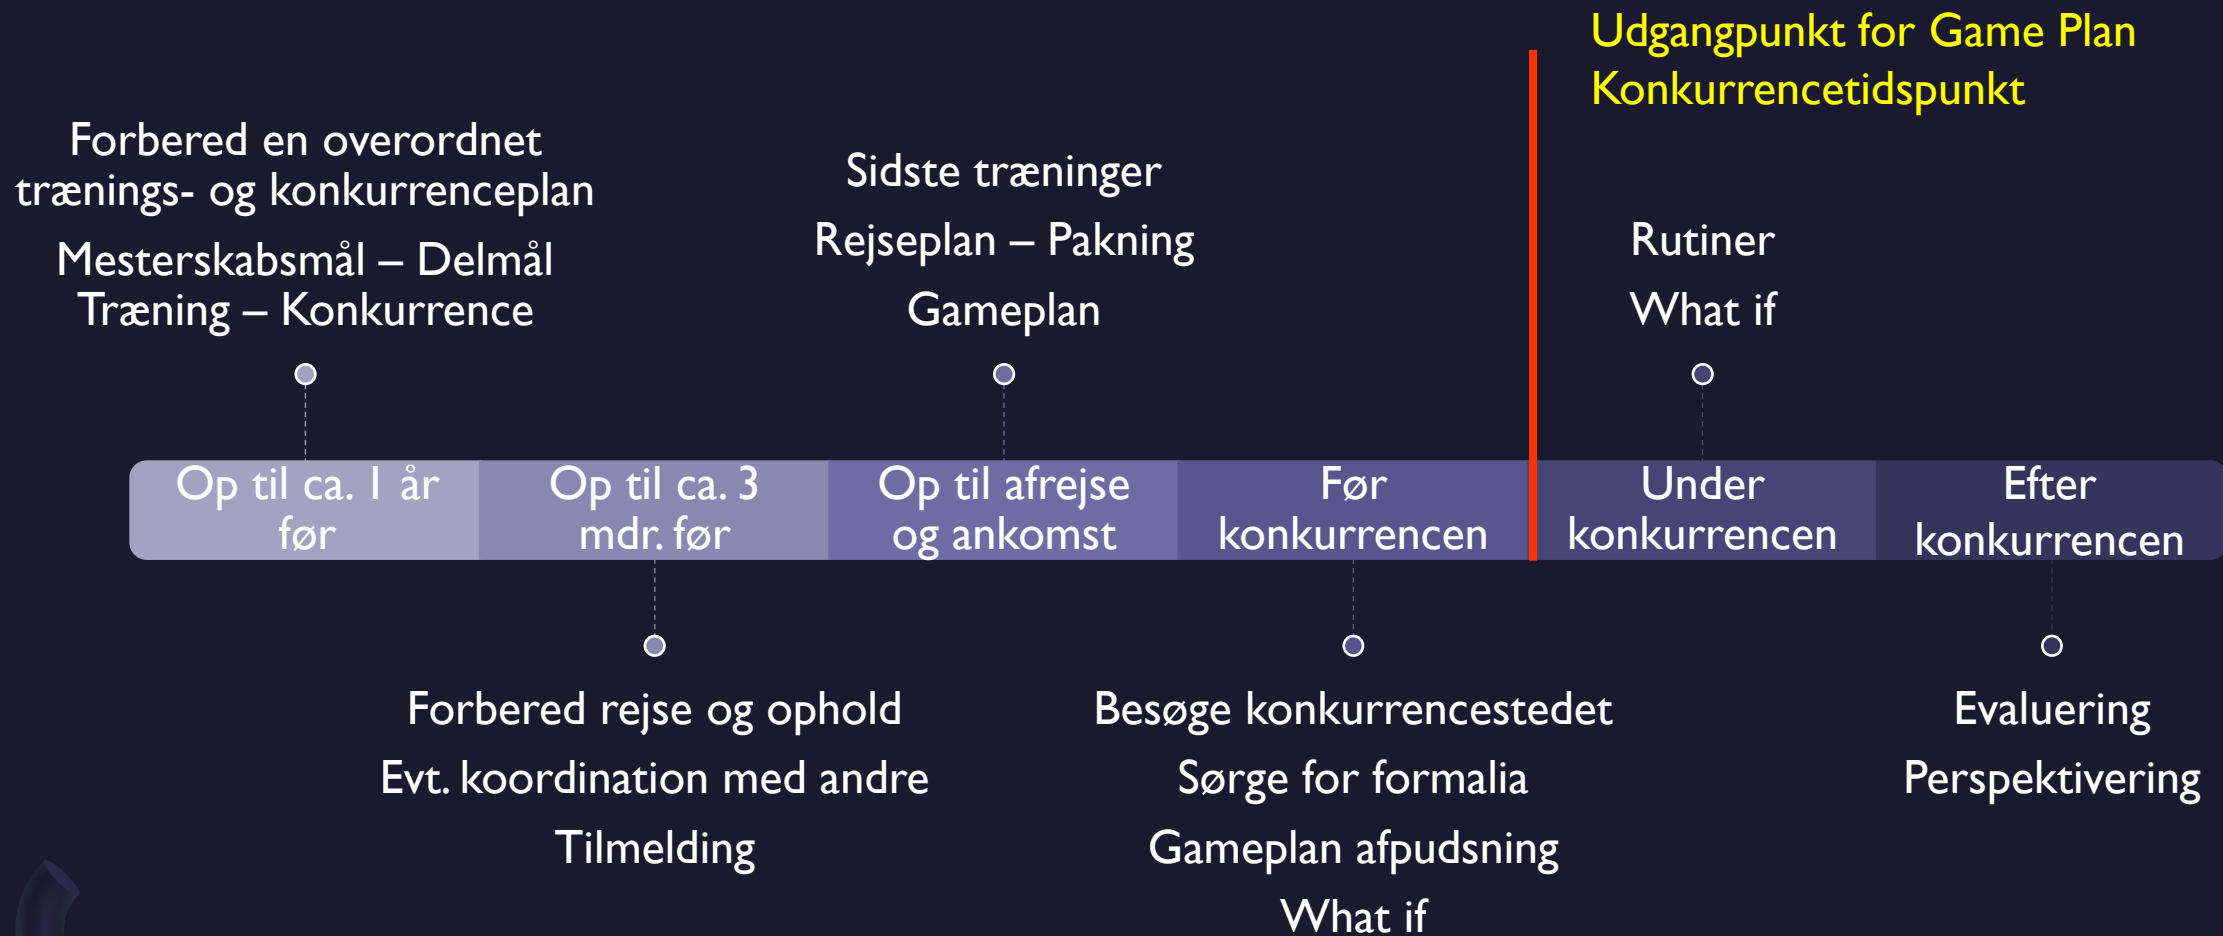 Udgangpunkt for Game Plan
Konkurrencetidspunkt
Forbered en overordnet
trænings- og konkurrenceplan
Mesterskabsmål – Delmål
Træning – Konkurrence
Sidste træninger
Rejseplan – Pakning
Gameplan
Rutiner
What if
Op til ca. 1 år
før
Op til ca. 3
mdr. før
Op til afrejse
og ankomst
Før
konkurrencen
Under
konkurrencen
Efter
konkurrencen
Forbered rejse og ophold
Evt. koordination med andre
Tilmelding
Besøge konkurrencestedet
Sørge for formalia
Gameplan afpudsning
What if
Evaluering
Perspektivering